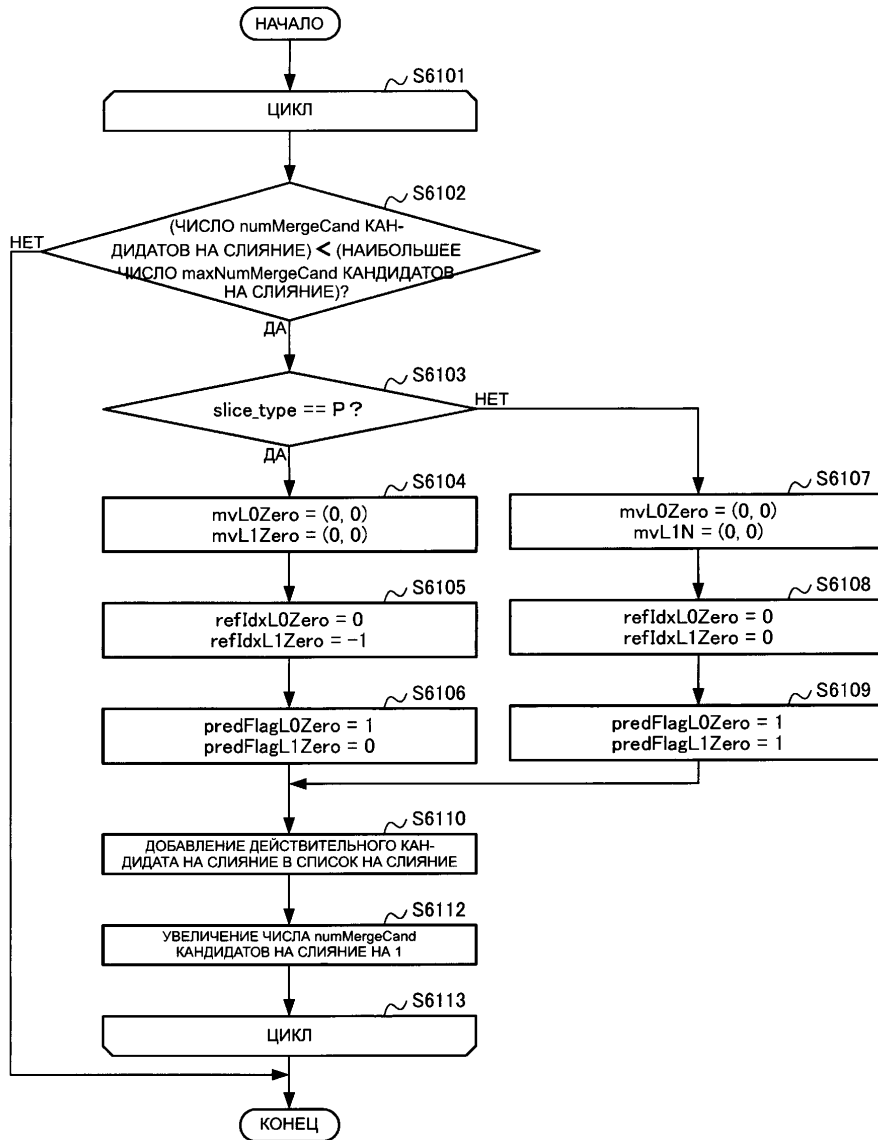 НАЧАЛО
S6101
ЦИКЛ
S6102
(ЧИСЛО numMergeCand КАН-
ДИДАТОВ НА СЛИЯНИЕ) < (НАИБОЛЬШЕЕ
ЧИСЛО maxNumMergeCand КАНДИДАТОВ
НА СЛИЯНИЕ)?
НЕТ
ДА
S6103
slice_type == P ?
НЕТ
ДА
S6104
mvL0Zero = (0, 0)
mvL1Zero = (0, 0)
S6107
mvL0Zero = (0, 0)
mvL1N = (0, 0)
S6105
refIdxL0Zero = 0
refIdxL1Zero = -1
S6108
refIdxL0Zero = 0
refIdxL1Zero = 0
S6106
predFlagL0Zero = 1
predFlagL1Zero = 0
S6109
predFlagL0Zero = 1
predFlagL1Zero = 1
S6110
ДОБАВЛЕНИЕ ДЕЙСТВИТЕЛЬНОГО КАН-
ДИДАТА НА СЛИЯНИЕ В СПИСОК НА СЛИЯНИЕ
S6112
УВЕЛИЧЕНИЕ ЧИСЛА numMergeCand
КАНДИДАТОВ НА СЛИЯНИЕ НА 1
S6113
ЦИКЛ
КОНЕЦ